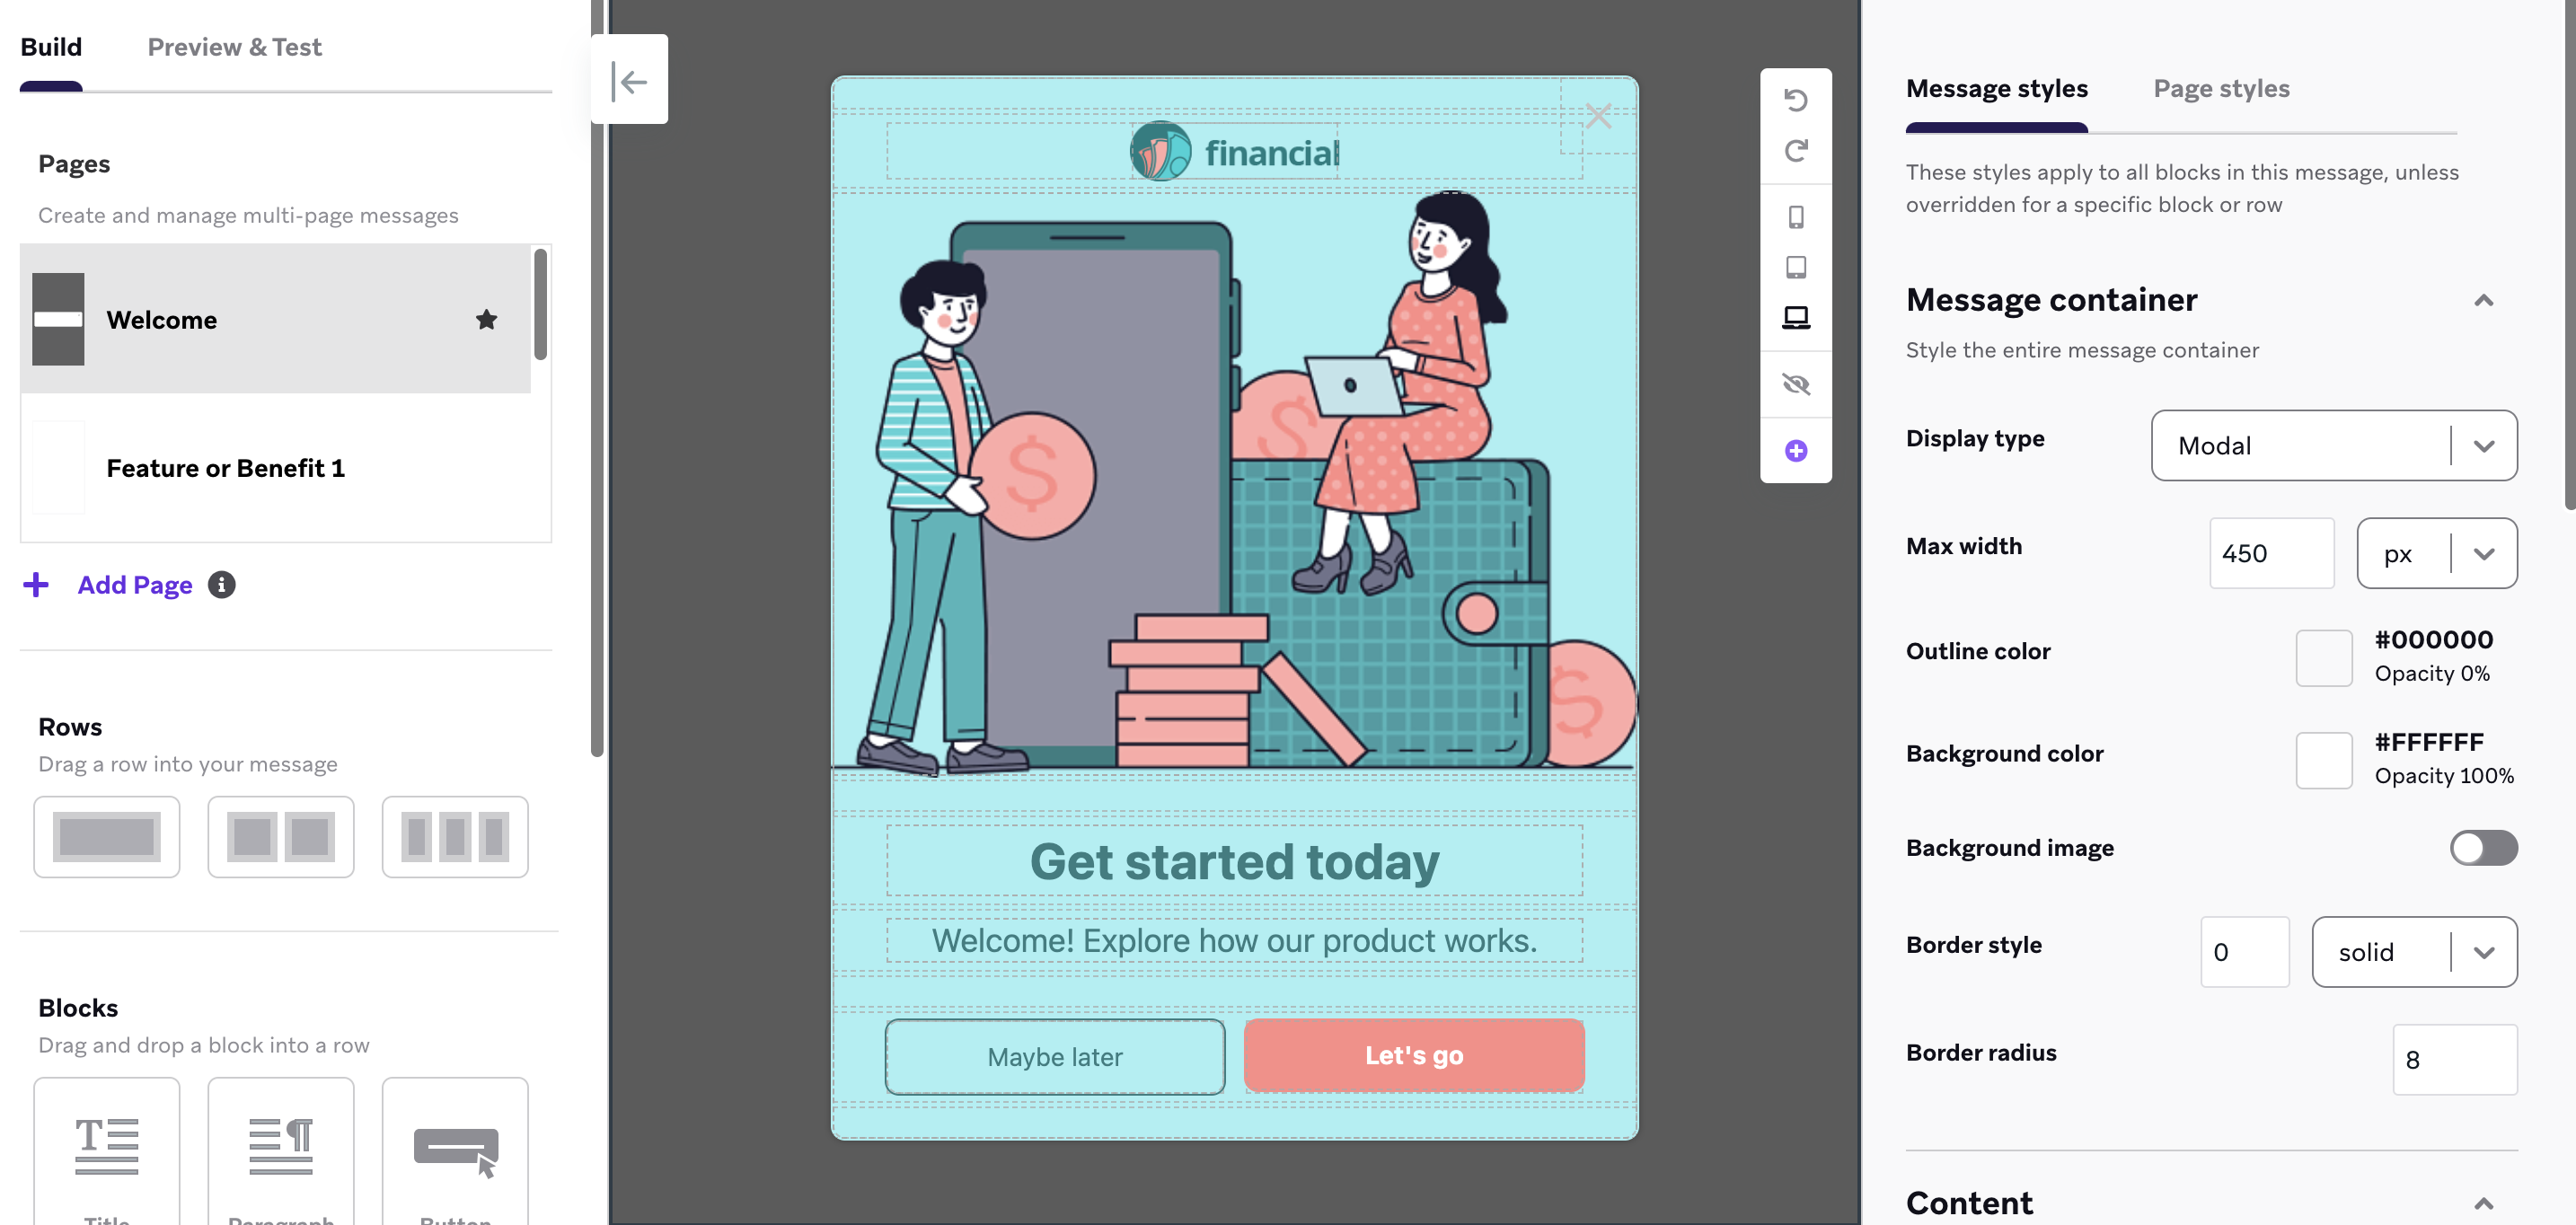 Build
Preview & Test
Pages
Create and manage multi-page messages
Welcome
Feature or Benefit 1
Add Page
Rows
Drag a row into your message
Blocks
Drag and drop a block into a row
Title
Paragraph
Button
financial
Get started today
Welcome! Explore how our product works.
Maybe later
Let's go
Message styles
Page styles
These styles apply to all blocks in this message, unless
overridden for a specific block or row
Message container
Style the entire message container
Display type
Modal
Max width
450
px
Outline color
#000000
Opacity 0%
Background color
#FFFFFF
Opacity 100%
Background image
Border style
0
solid
Border radius
8
Content